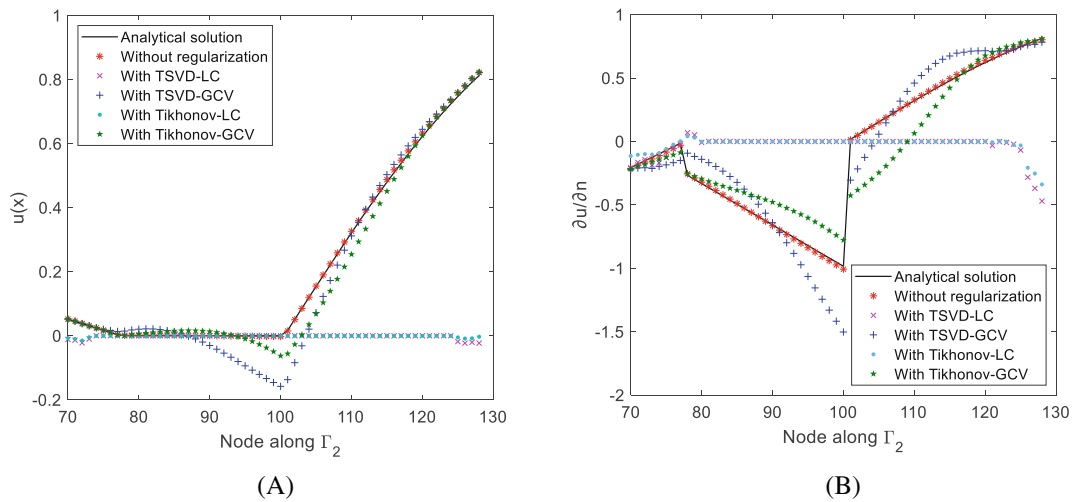 1
0.8
0.6
0.4
0.2
0
-0.2
70
80
90
100
110
120
130
u(x)
Node along Γ2
Analytical solution
Without regularization
With TSVD-LC
With TSVD-GCV
With Tikhonov-LC
With Tikhonov-GCV
(A)
1
0.5
0
-0.5
-1
-1.5
-2
70
80
90
100
110
120
130
∂u/∂n
Node along Γ2
Analytical solution
Without regularization
With TSVD-LC
With TSVD-GCV
With Tikhonov-LC
With Tikhonov-GCV
(B)